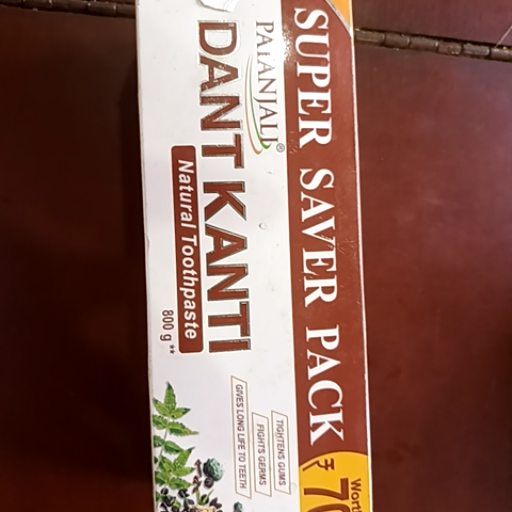 SUPER SAVER PACK
PATANJALI®
DANT KANTI
Natural Toothpaste
800 g**
TIGHTENS GUMS
FIGHTS GERMS
GIVES LONG LIFE TO TEETH
₹